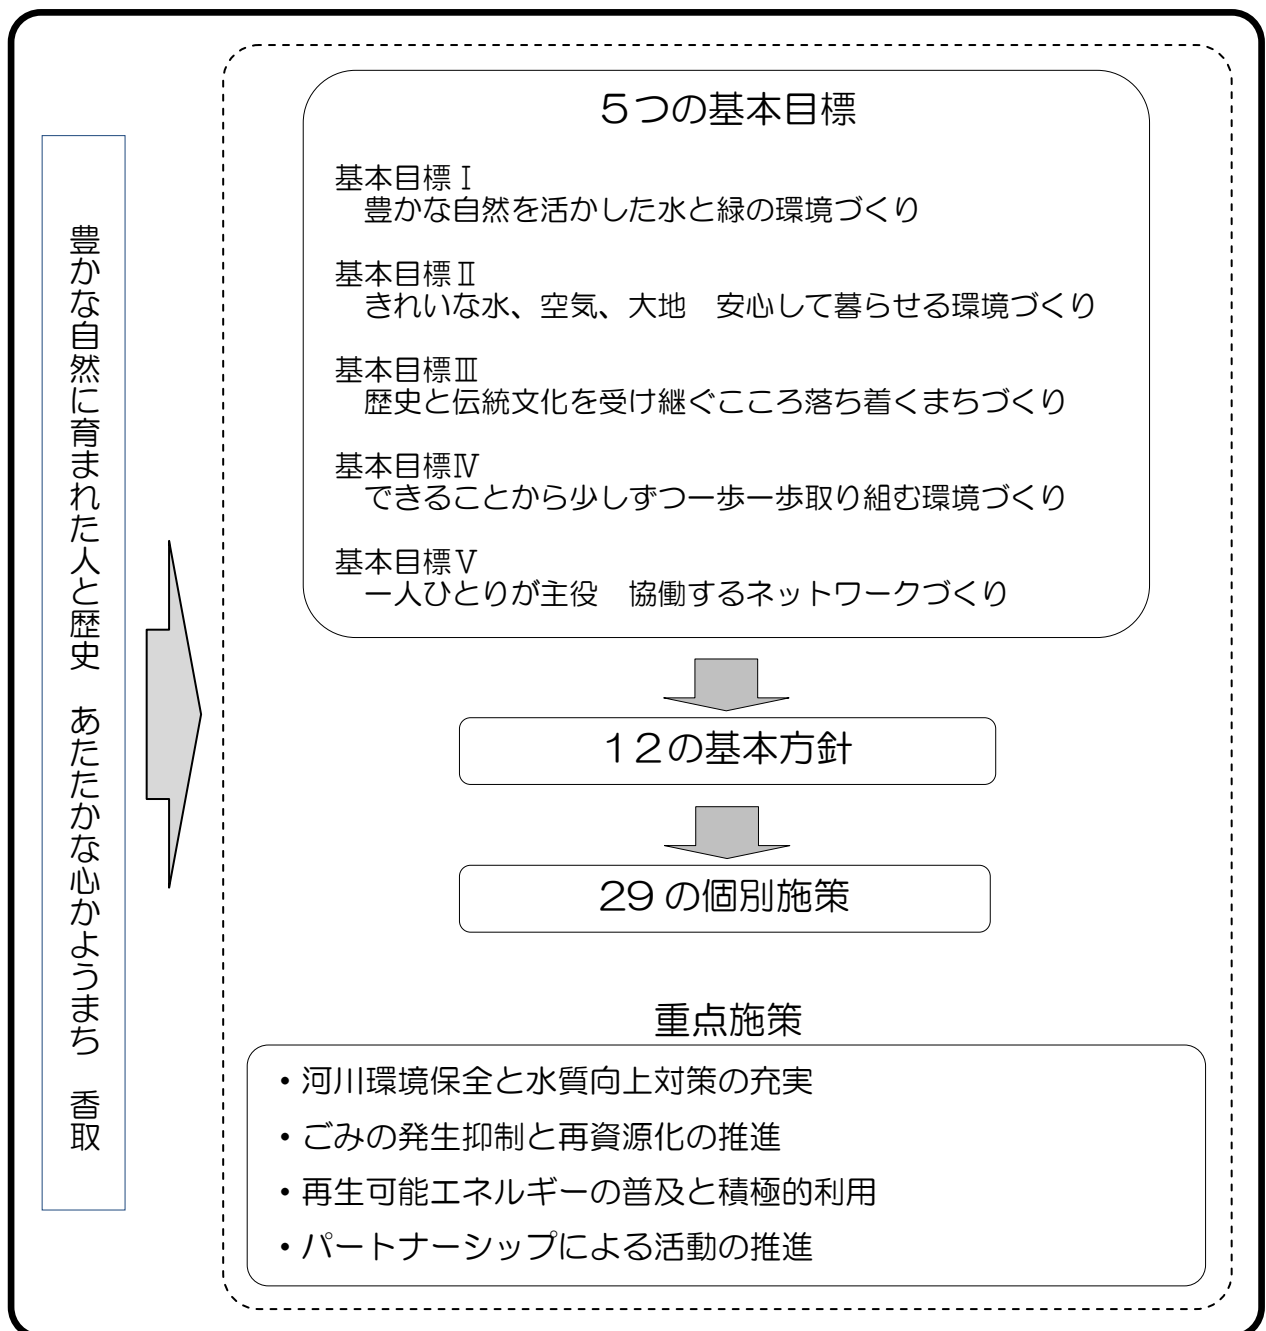 豊かな自然に育まれた人と歴史　あたたかな心かようまち　香取
５つの基本目標
基本目標Ⅰ
豊かな自然を活かした水と緑の環境づくり
基本目標Ⅱ
きれいな水、空気、大地　安心して暮らせる環境づくり
基本目標Ⅲ
歴史と伝統文化を受け継ぐこころ落ち着くまちづくり
基本目標Ⅳ
できることから少しずつ一歩一歩取り組む環境づくり
基本目標Ⅴ
一人ひとりが主役　協働するネットワークづくり
１２の基本方針
29 の個別施策
重点施策
・河川環境保全と水質向上対策の充実
・ごみの発生抑制と再資源化の推進
・再生可能エネルギーの普及と積極的利用
・パートナーシップによる活動の推進